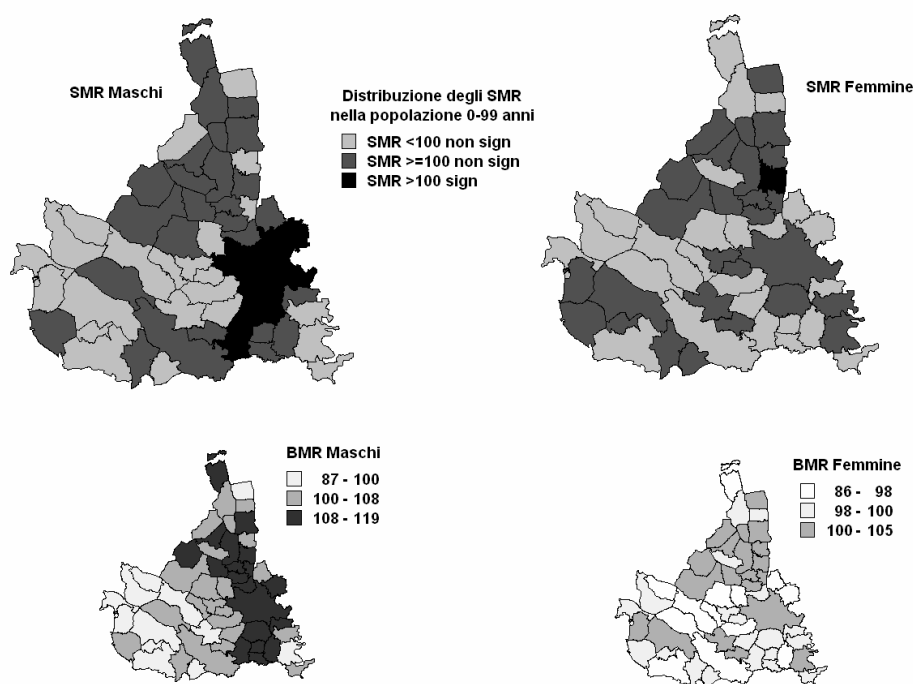 SMR Maschi
Distribuzione degli SMR
nella popolazione 0-99 anni
SMR <100 non sign
SMR >=100 non sign
SMR >100 sign
SMR Femmine
BMR Maschi
87 - 100
100 - 108
108 - 119
BMR Femmine
86 - 98
98 - 100
100 - 105